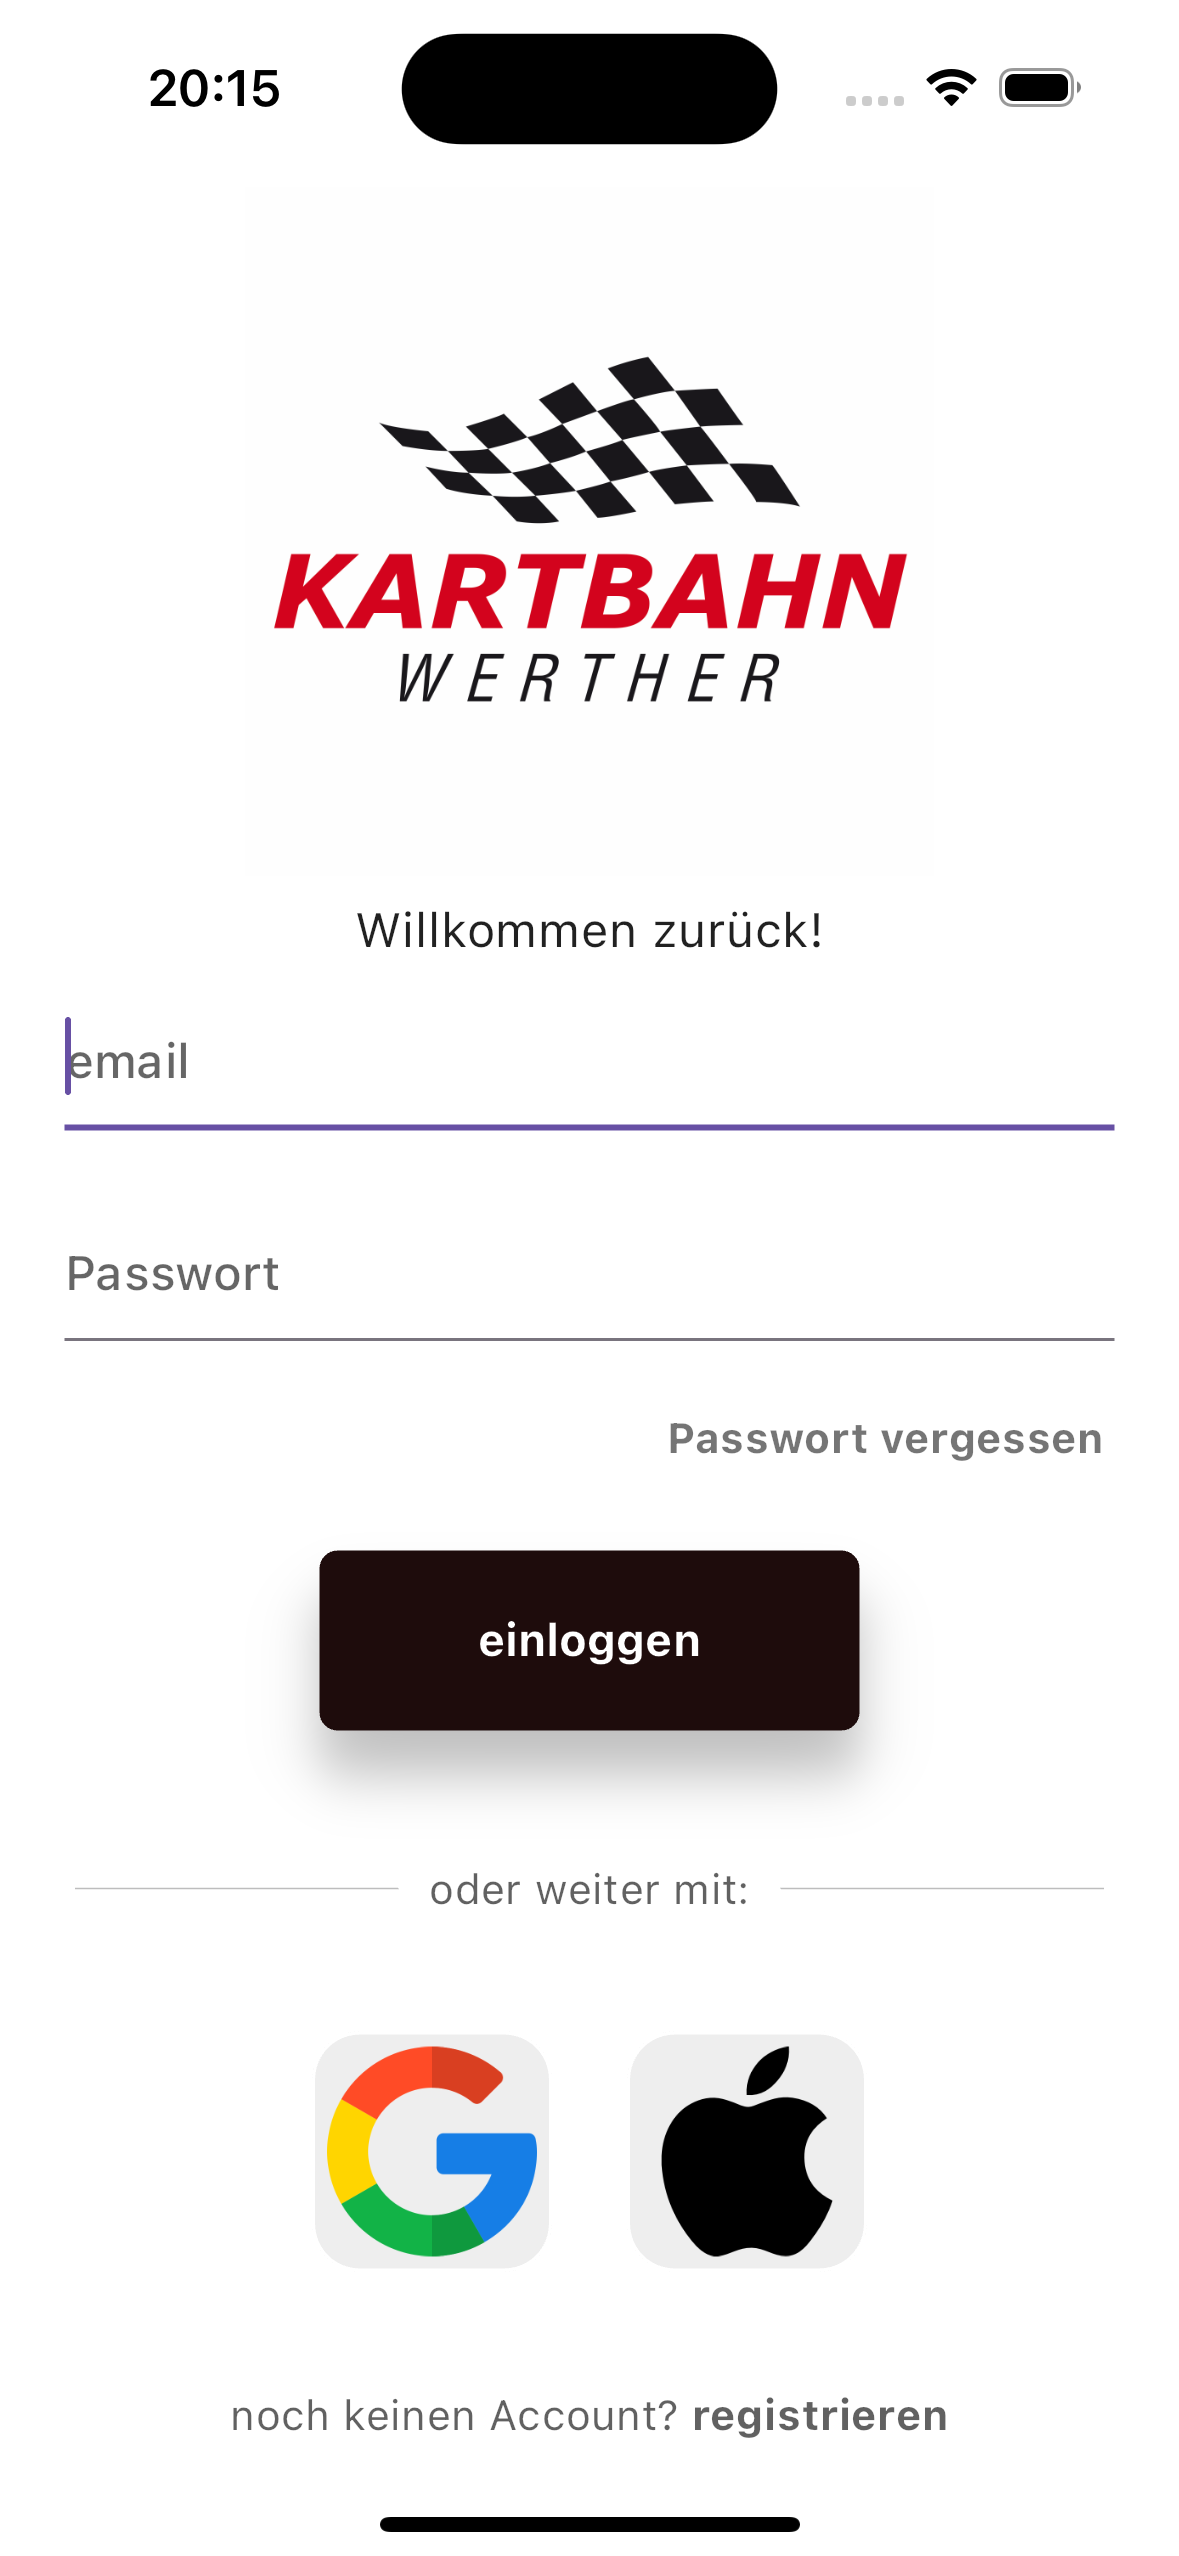 20:15
KARTBAHN
WERTHER
Willkommen zurück!
email
Passwort
Passwort vergessen
einloggen
oder weiter mit:
noch keinen Account? registrieren